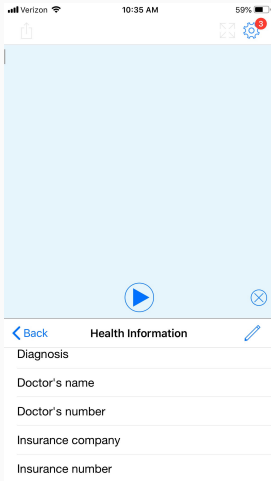 Verizon 10:35 AM 59%
3
Back Health Information
Diagnosis
Doctor's name
Doctor's number
Insurance company
Insurance number